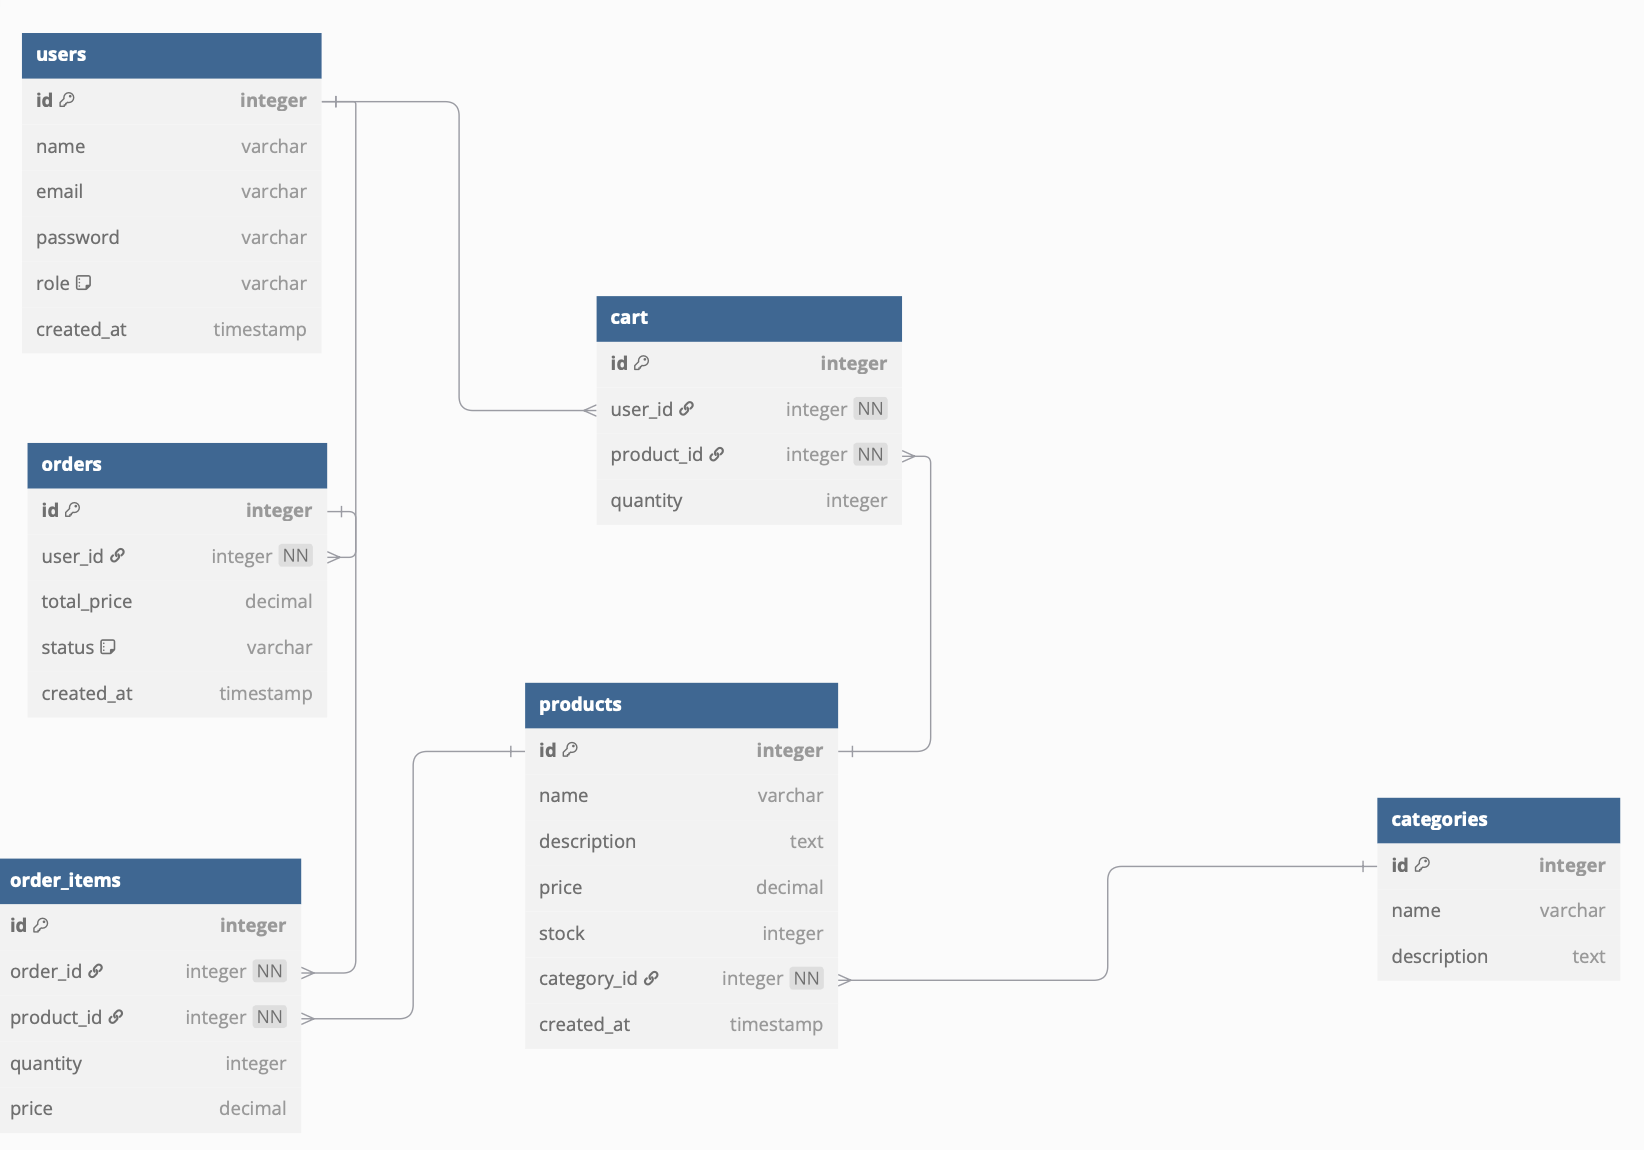 users
id integer
name varchar
email varchar
password varchar
role varchar
created_at timestamp
orders
id integer
user_id integer NN
total_price decimal
status varchar
created_at timestamp
order_items
id integer
order_id integer NN
product_id integer NN
quantity integer
price decimal
cart
id integer
user_id integer NN
product_id integer NN
quantity integer
products
id integer
name varchar
description text
price decimal
stock integer
category_id integer NN
created_at timestamp
categories
id integer
name varchar
description text